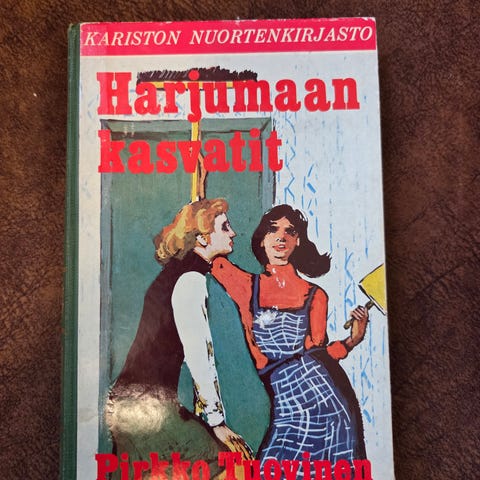 KARISTON NUORTENKIRJASTO
Harjumaan
kasvatit
Pirkko Tuovinen